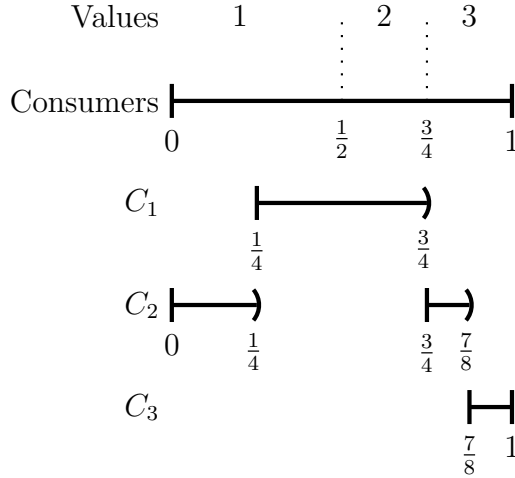 Values 1 2 3
Consumers
0 1/2 3/4 1
C₁
1/4 3/4
C₂
0 1/4 3/4 7/8
C₃
7/8 1